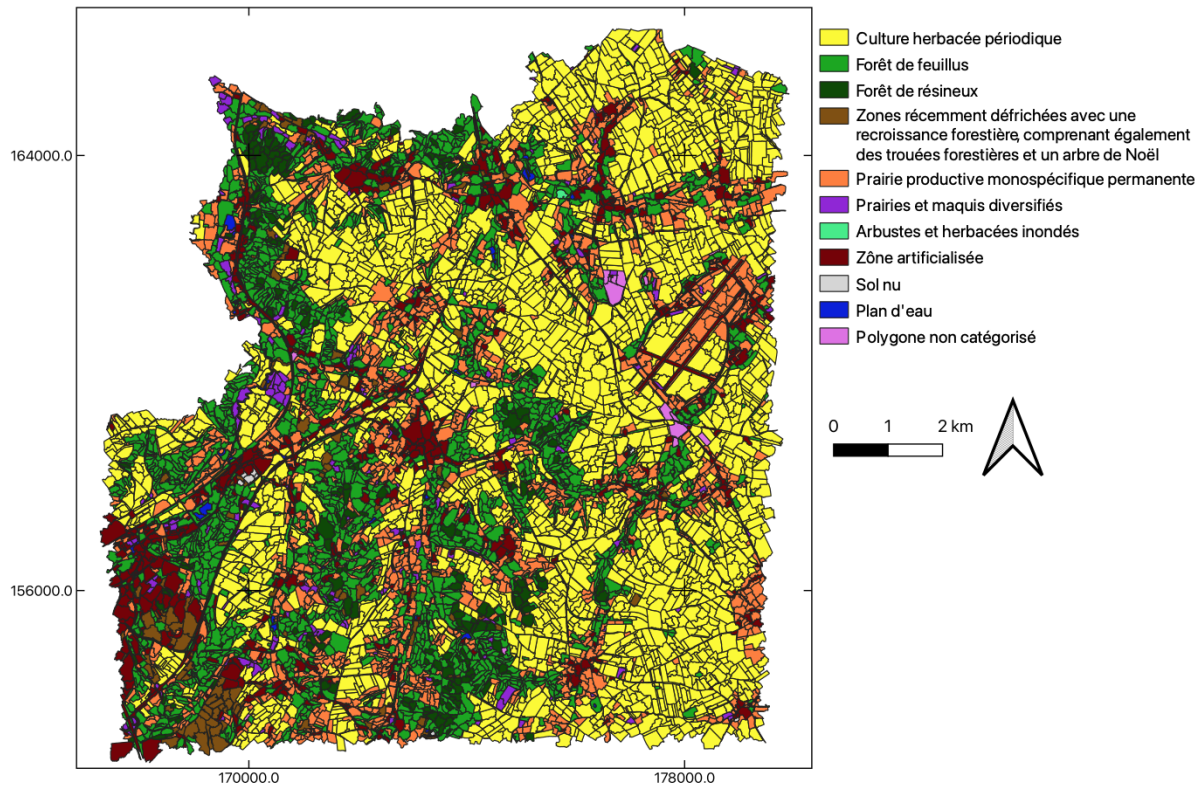 Culture herbacée périodique
Forêt de feuillus
Forêt de résineux
Zones récemment défrichées avec une
recroissance forestière, comprenant également
des trouées forestières et un arbre de Noël
Prairie productive monospécifique permanente
Prairies et maquis diversifiés
Arbustes et herbacées inondés
Zône artificialisée
Sol nu
Plan d'eau
Polygone non catégorisé
164000.0
156000.0
0 1 2 km
170000.0 178000.0